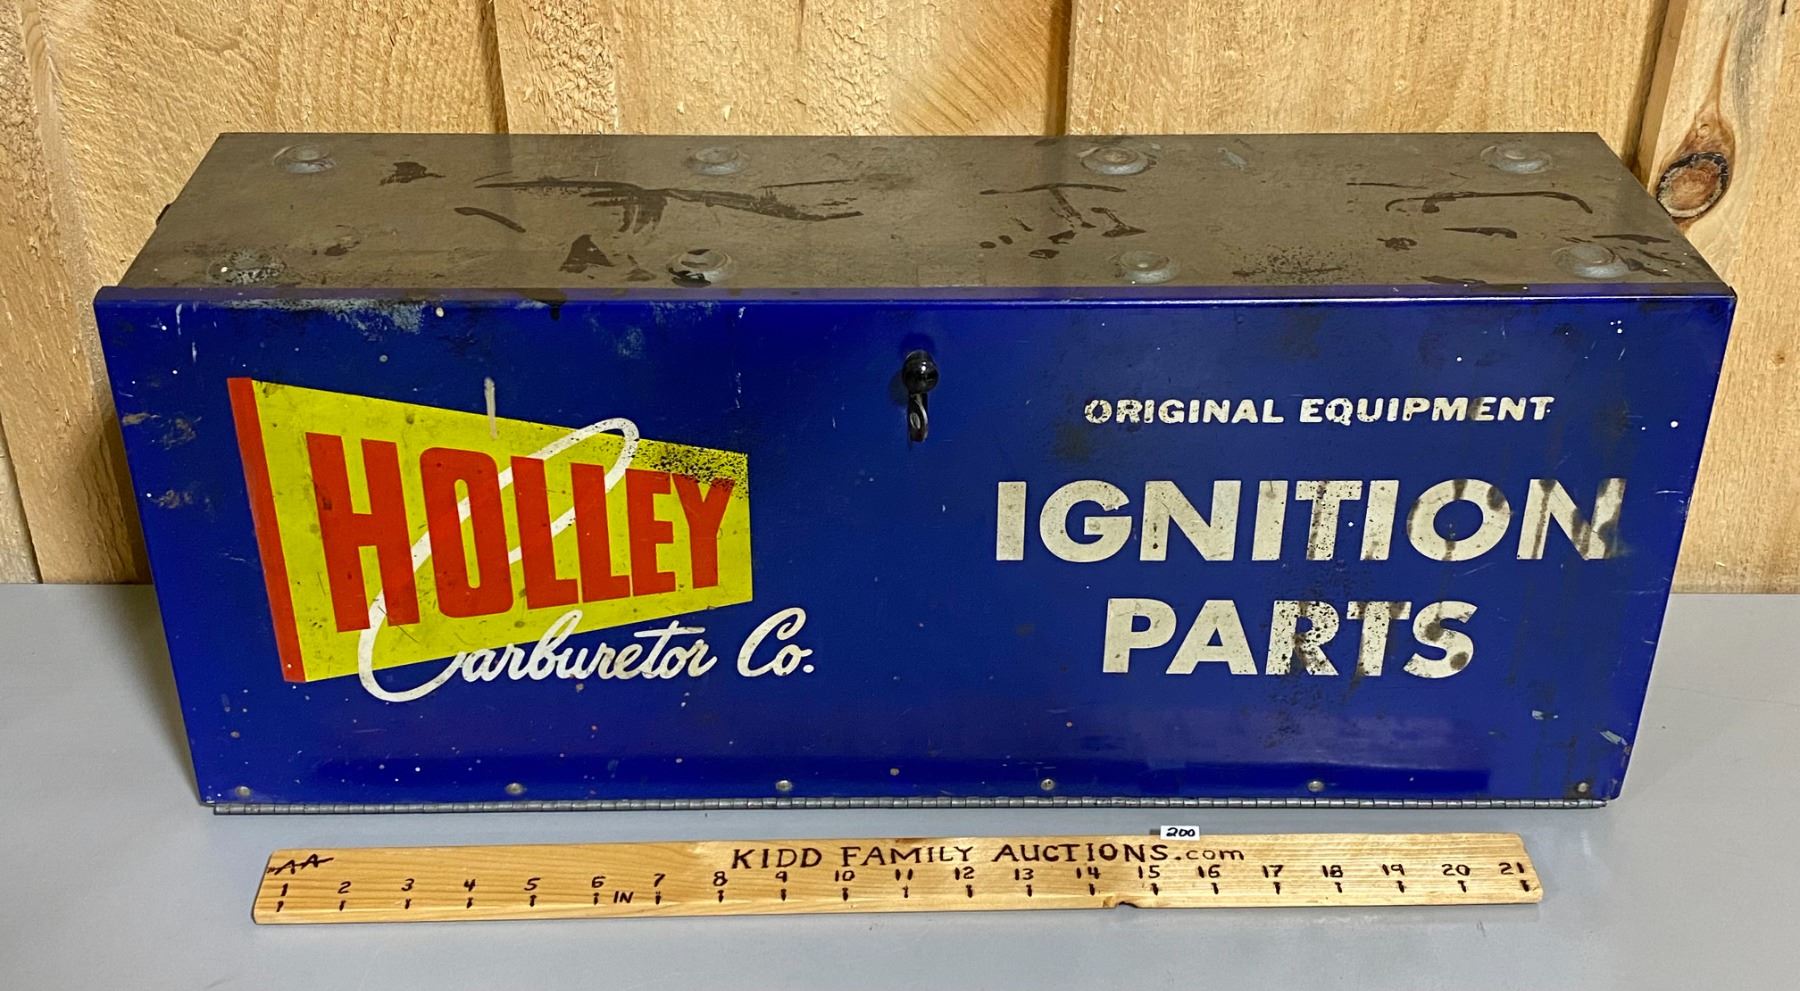 HOLLEY
Carburetor Co.
ORIGINAL EQUIPMENT
IGNITION
PARTS
200
AA
KIDD FAMILY AUCTIONS.com
1 2 3 4 5 6 IN 7 8 9 10 11 12 13 14 15 16 17 18 19 20 21